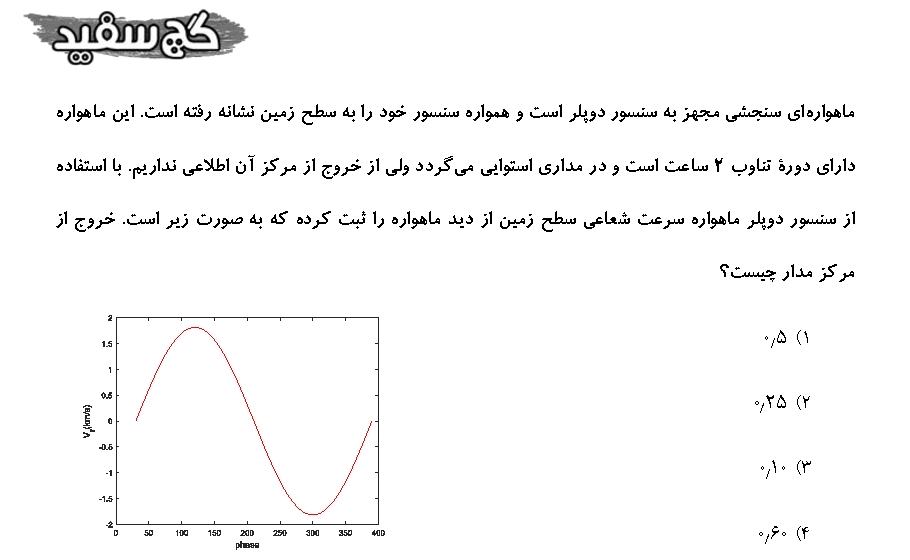 گچ سفید
ماهواره‌ای سنجشی مجهز به سنسور دوپلر است و همواره سنسور خود را به سطح زمین نشانه رفته است. این ماهواره
دارای دورهٔ تناوب ۲ ساعت است و در مداری استوایی می‌گردد ولی از خروج از مرکز آن اطلاعی نداریم. با استفاده
از سنسور دوپلر ماهواره سرعت شعاعی سطح زمین از دید ماهواره را ثبت کرده که به صورت زیر است. خروج از
مرکز مدار چیست؟
۱) ۰٫۵
۲) ۰٫۲۵
۳) ۰٫۱۰
۴) ۰٫۶۰
2
1.5
1
0.5
0
-0.5
-1
-1.5
-2
V_r(km/s)
0 50 100 150 200 250 300 350 400
phase